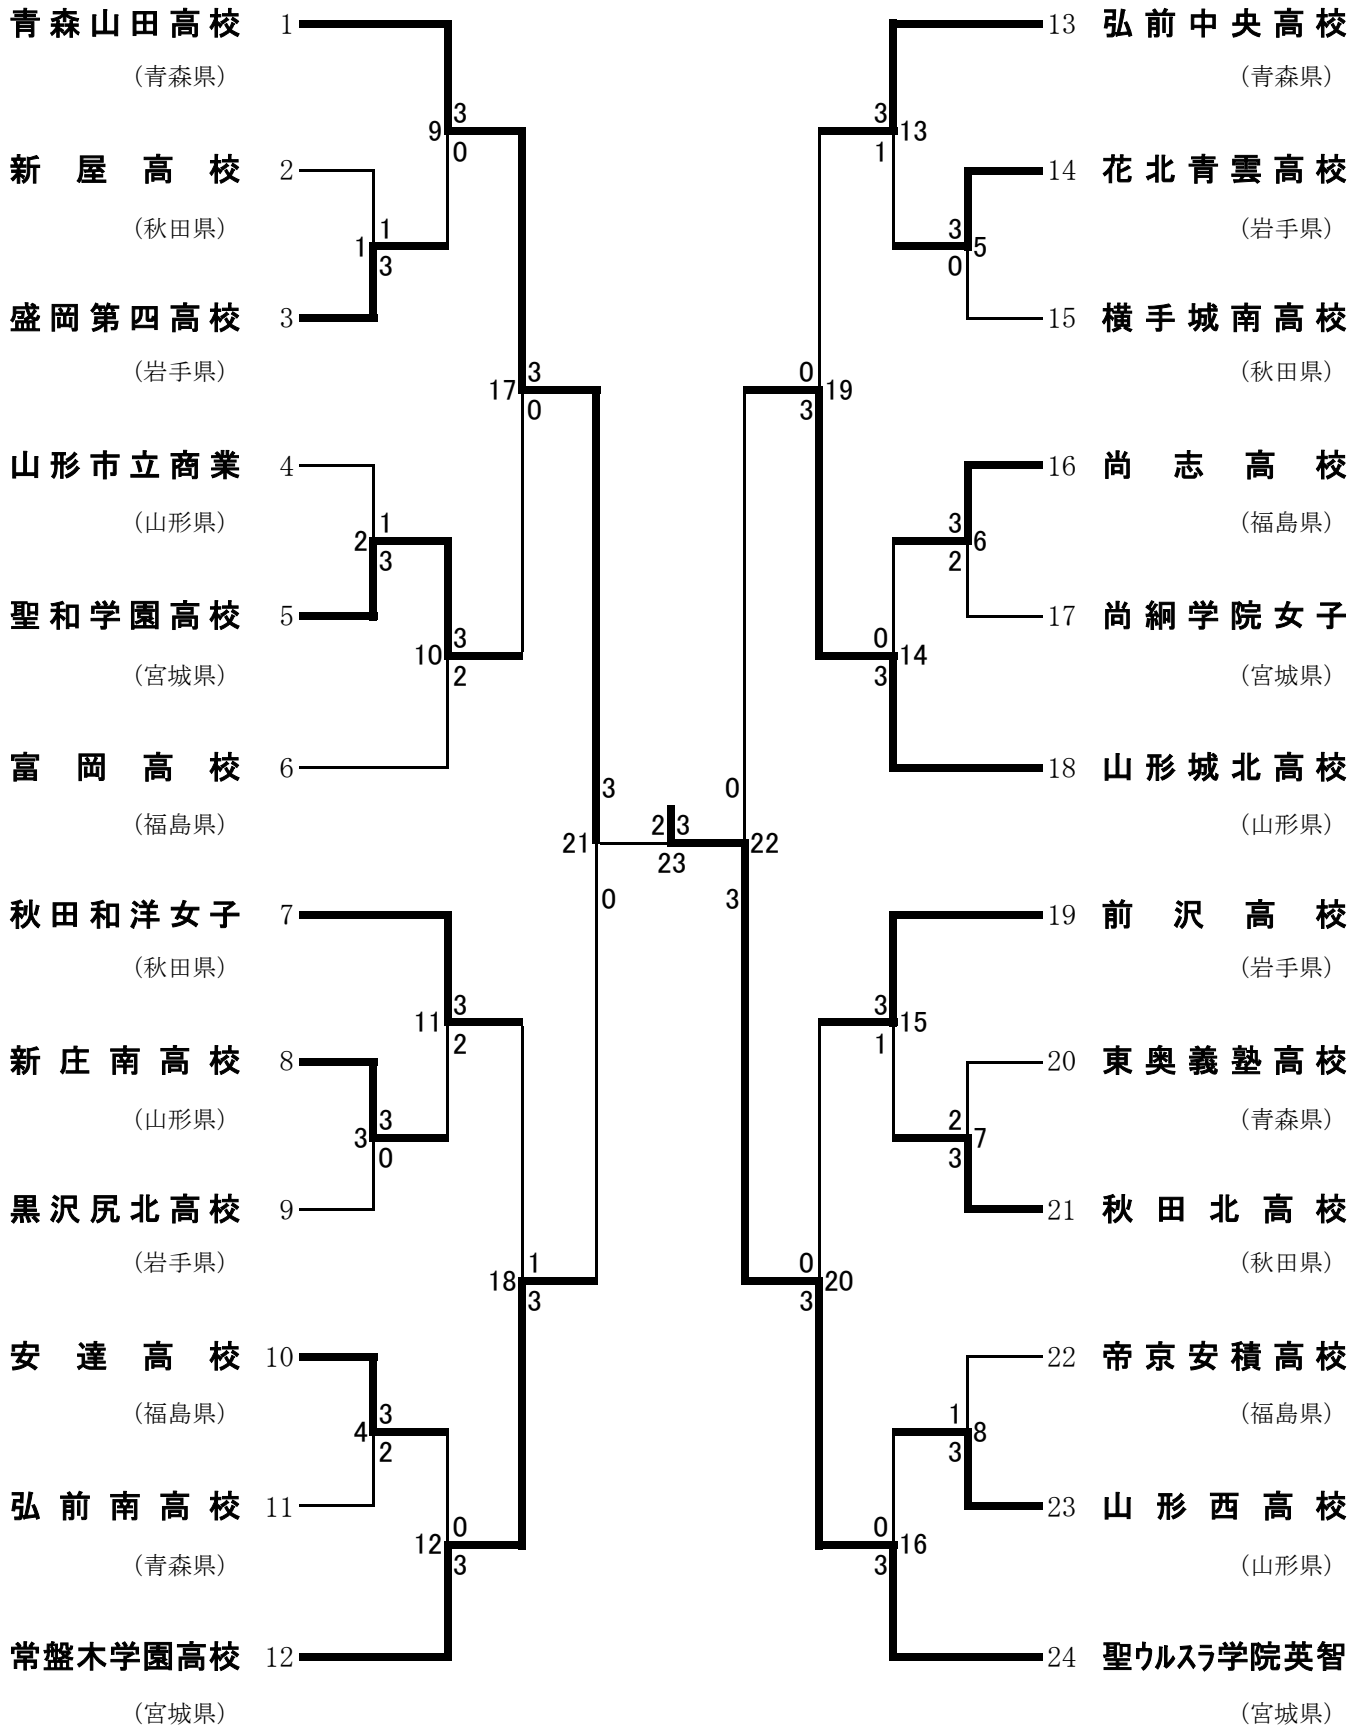 青森山田高校 1
(青森県)
新屋高校 2
(秋田県)
盛岡第四高校 3
(岩手県)
山形市立商業 4
(山形県)
聖和学園高校 5
(宮城県)
富岡高校 6
(福島県)
秋田和洋女子 7
(秋田県)
新庄南高校 8
(山形県)
黒沢尻北高校 9
(岩手県)
安達高校 10
(福島県)
弘前南高校 11
(青森県)
常盤木学園高校 12
(宮城県)
3
9
0
1
1
3
3
17
0
1
2
3
3
10
2
3
21
0
3
11
2
3
3
0
1
18
3
3
4
2
0
12
3
2 3
23
0
22
3
3
13
1
3
5
0
0
19
3
3
6
2
0
14
3
3
15
1
2
7
3
0
20
3
1
8
3
0
16
3
13 弘前中央高校
(青森県)
14 花北青雲高校
(岩手県)
15 横手城南高校
(秋田県)
16 尚志高校
(福島県)
17 尚絅学院女子
(宮城県)
18 山形城北高校
(山形県)
19 前沢高校
(岩手県)
20 東奥義塾高校
(青森県)
21 秋田北高校
(秋田県)
22 帝京安積高校
(福島県)
23 山形西高校
(山形県)
24 聖ウルスラ学院英智
(宮城県)